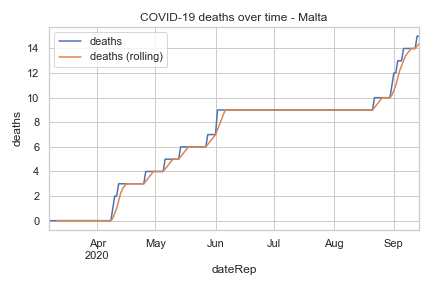 COVID-19 deaths over time - Malta
deaths
deaths (rolling)
14
12
10
8
6
4
2
0
deaths
Apr
2020
May
Jun
Jul
Aug
Sep
dateRep